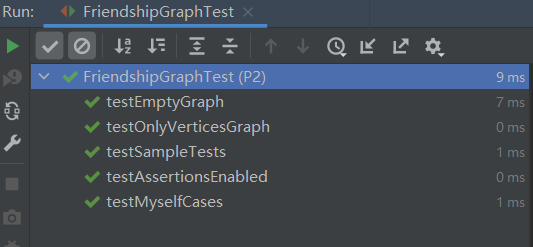 Run: FriendshipGraphTest ×
FriendshipGraphTest (P2) 9 ms
testEmptyGraph 7 ms
testOnlyVerticesGraph 0 ms
testSampleTests 1 ms
testAssertionsEnabled 0 ms
testMyselfCases 1 ms